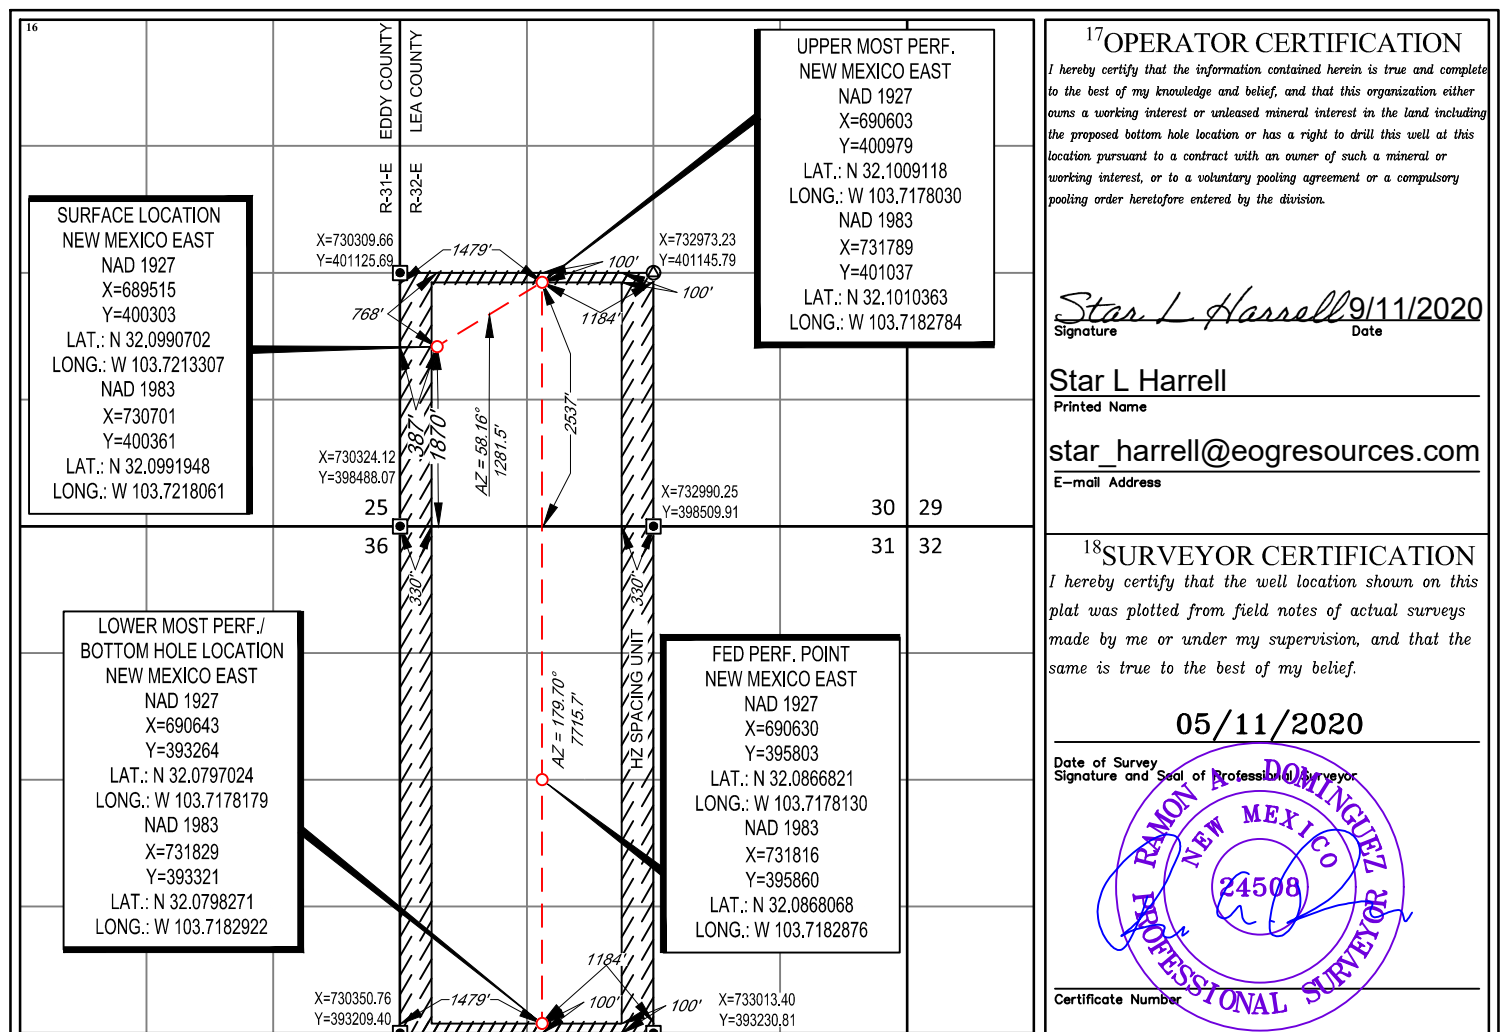 16
EDDY COUNTY
LEA COUNTY
R-31-E
R-32-E
UPPER MOST PERF.
NEW MEXICO EAST
NAD 1927
X=690603
Y=400979
LAT.: N 32.1009118
LONG.: W 103.7178030
NAD 1983
X=731789
Y=401037
LAT.: N 32.1010363
LONG.: W 103.7182784
SURFACE LOCATION
NEW MEXICO EAST
NAD 1927
X=689515
Y=400303
LAT.: N 32.0990702
LONG.: W 103.7213307
NAD 1983
X=730701
Y=400361
LAT.: N 32.0991948
LONG.: W 103.7218061
X=730309.66
Y=401125.69
1479'
100'
X=732973.23
Y=401145.79
100'
1184'
768'
387'
1870'
AZ = 58.16°
1281.5'
2537'
X=730324.12
Y=398488.07
X=732990.25
Y=398509.91
25
30
29
36
31
32
330'
330'
HZ SPACING UNIT
AZ = 179.70°
7715.7'
LOWER MOST PERF./
BOTTOM HOLE LOCATION
NEW MEXICO EAST
NAD 1927
X=690643
Y=393264
LAT.: N 32.0797024
LONG.: W 103.7178179
NAD 1983
X=731829
Y=393321
LAT.: N 32.0798271
LONG.: W 103.7182922
FED PERF. POINT
NEW MEXICO EAST
NAD 1927
X=690630
Y=395803
LAT.: N 32.0866821
LONG.: W 103.7178130
NAD 1983
X=731816
Y=395860
LAT.: N 32.0868068
LONG.: W 103.7182876
1184'
X=730350.76
Y=393209.40
1479'
100'
100'
X=733013.40
Y=393230.81
17OPERATOR CERTIFICATION
I hereby certify that the information contained herein is true and complete
to the best of my knowledge and belief, and that this organization either
owns a working interest or unleased mineral interest in the land including
the proposed bottom hole location or has a right to drill this well at this
location pursuant to a contract with an owner of such a mineral or
working interest, or to a voluntary pooling agreement or a compulsory
pooling order heretofore entered by the division.
Star L Harrell 9/11/2020
Signature Date
Star L Harrell
Printed Name
star_harrell@eogresources.com
E-mail Address
18SURVEYOR CERTIFICATION
I hereby certify that the well location shown on this
plat was plotted from field notes of actual surveys
made by me or under my supervision, and that the
same is true to the best of my belief.
05/11/2020
Date of Survey
Signature and Seal of Professional Surveyor
RAMON A. DOMINGUEZ
NEW MEXICO
24508
PROFESSIONAL SURVEYOR
Certificate Number